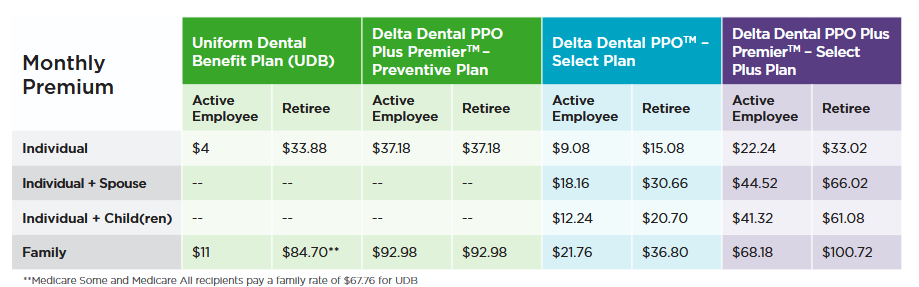 Monthly Premium
Uniform Dental Benefit Plan (UDB)
Delta Dental PPO Plus Premier™ – Preventive Plan
Delta Dental PPO™ – Select Plan
Delta Dental PPO Plus Premier™ – Select Plus Plan
Active Employee Retiree Active Employee Retiree Active Employee Retiree Active Employee Retiree
Individual $4 $33.88 $37.18 $37.18 $9.08 $15.08 $22.24 $33.02
Individual + Spouse -- -- -- -- $18.16 $30.66 $44.52 $66.02
Individual + Child(ren) -- -- -- -- $12.24 $20.70 $41.32 $61.08
Family $11 $84.70** $92.98 $92.98 $21.76 $36.80 $68.18 $100.72
**Medicare Some and Medicare All recipients pay a family rate of $67.76 for UDB